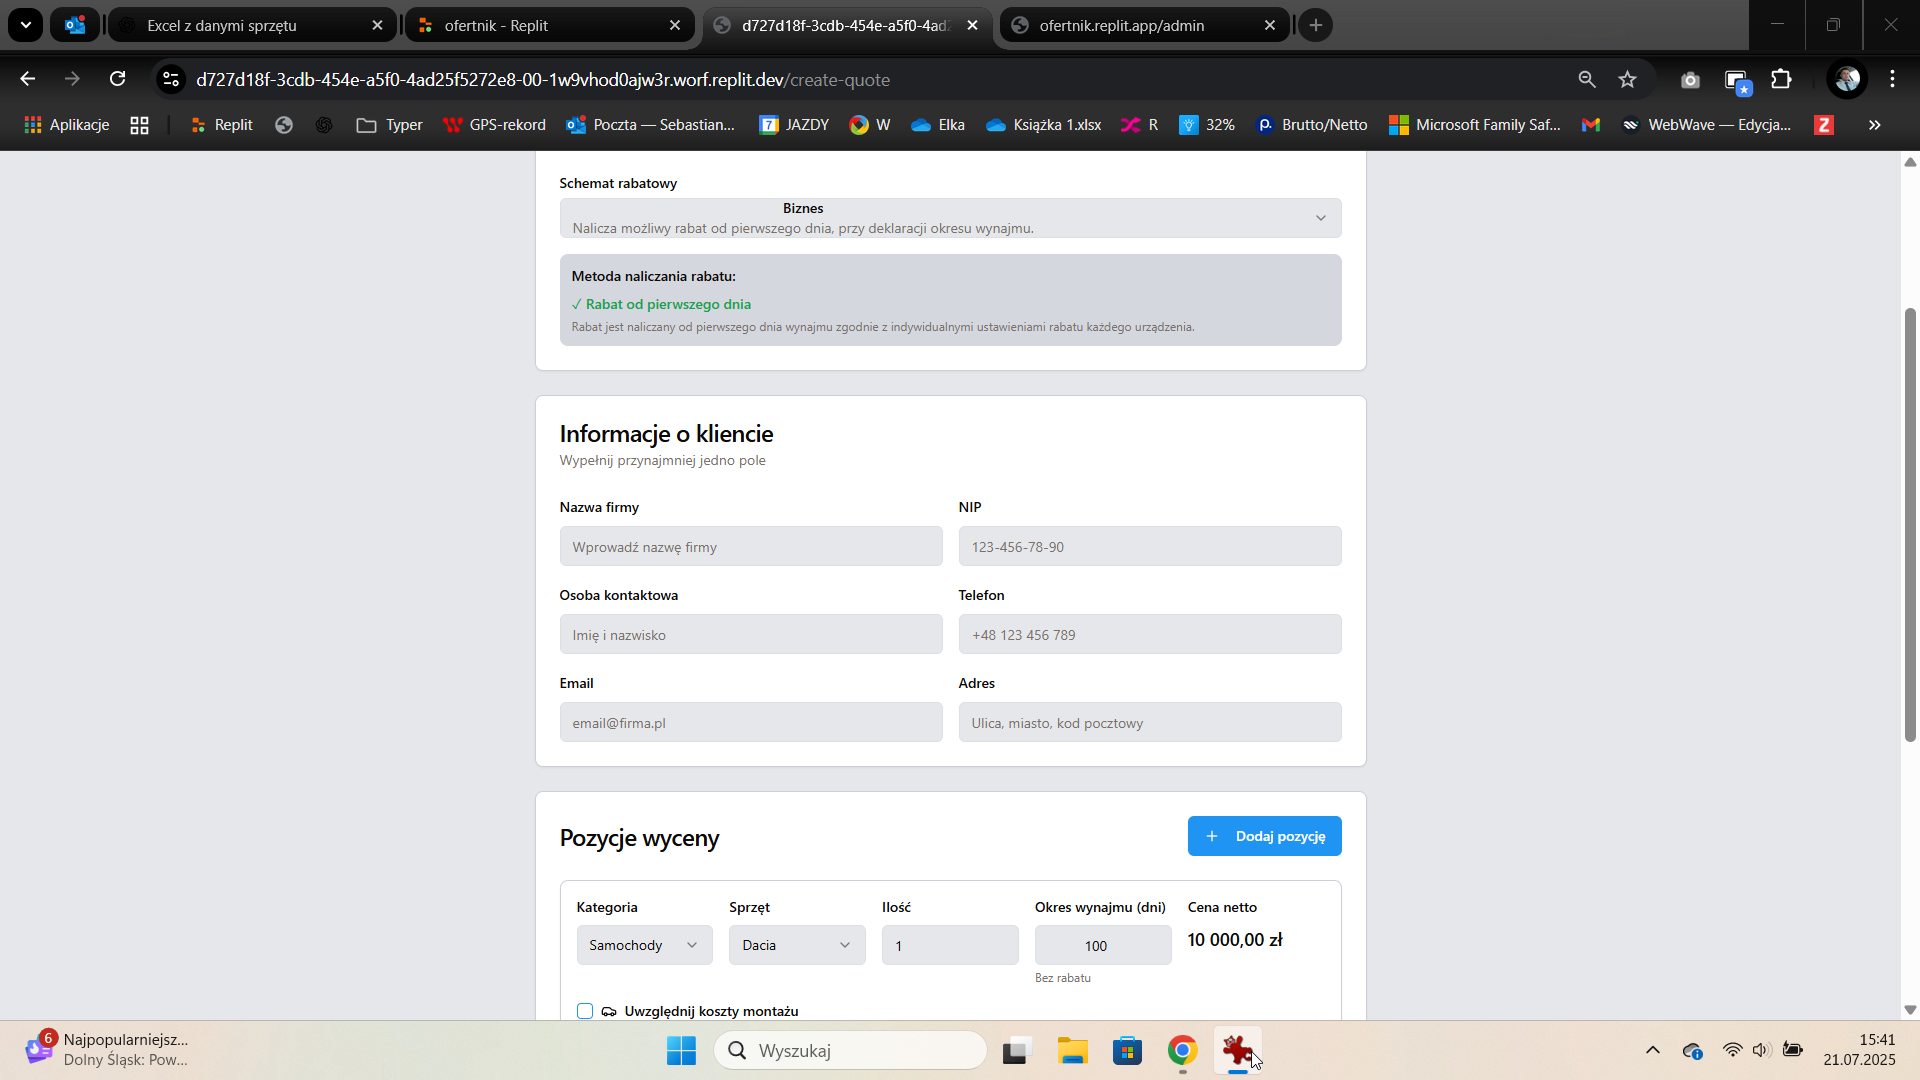 Excel z danymi sprzętu
ofertnik - Replit
d727d18f-3cdb-454e-a5f0-4ad2
ofertnik.replit.app/admin
d727d18f-3cdb-454e-a5f0-4ad25f5272e8-00-1w9vhod0ajw3r.worf.replit.dev/create-quote
Aplikacje
Replit
Typer
GPS-rekord
Poczta — Sebastian...
7
JAZDY
W
Elka
Książka 1.xlsx
R
32%
Brutto/Netto
Microsoft Family Saf...
WebWave — Edycja...
Z
»
Schemat rabatowy
Biznes
Nalicza możliwy rabat od pierwszego dnia, przy deklaracji okresu wynajmu.
Metoda naliczania rabatu:
✓ Rabat od pierwszego dnia
Rabat jest naliczany od pierwszego dnia wynajmu zgodnie z indywidualnymi ustawieniami rabatu każdego urządzenia.
Informacje o kliencie
Wypełnij przynajmniej jedno pole
Nazwa firmy
NIP
Wprowadź nazwę firmy
123-456-78-90
Osoba kontaktowa
Telefon
Imię i nazwisko
+48 123 456 789
Email
Adres
email@firma.pl
Ulica, miasto, kod pocztowy
Pozycje wyceny
+ Dodaj pozycję
Kategoria
Sprzęt
Ilość
Okres wynajmu (dni)
Cena netto
Samochody
Dacia
1
100
10 000,00 zł
Bez rabatu
Uwzględnij koszty montażu
6
Najpopularniejsz...
Dolny Śląsk: Pow...
Wyszukaj
15:41
21.07.2025